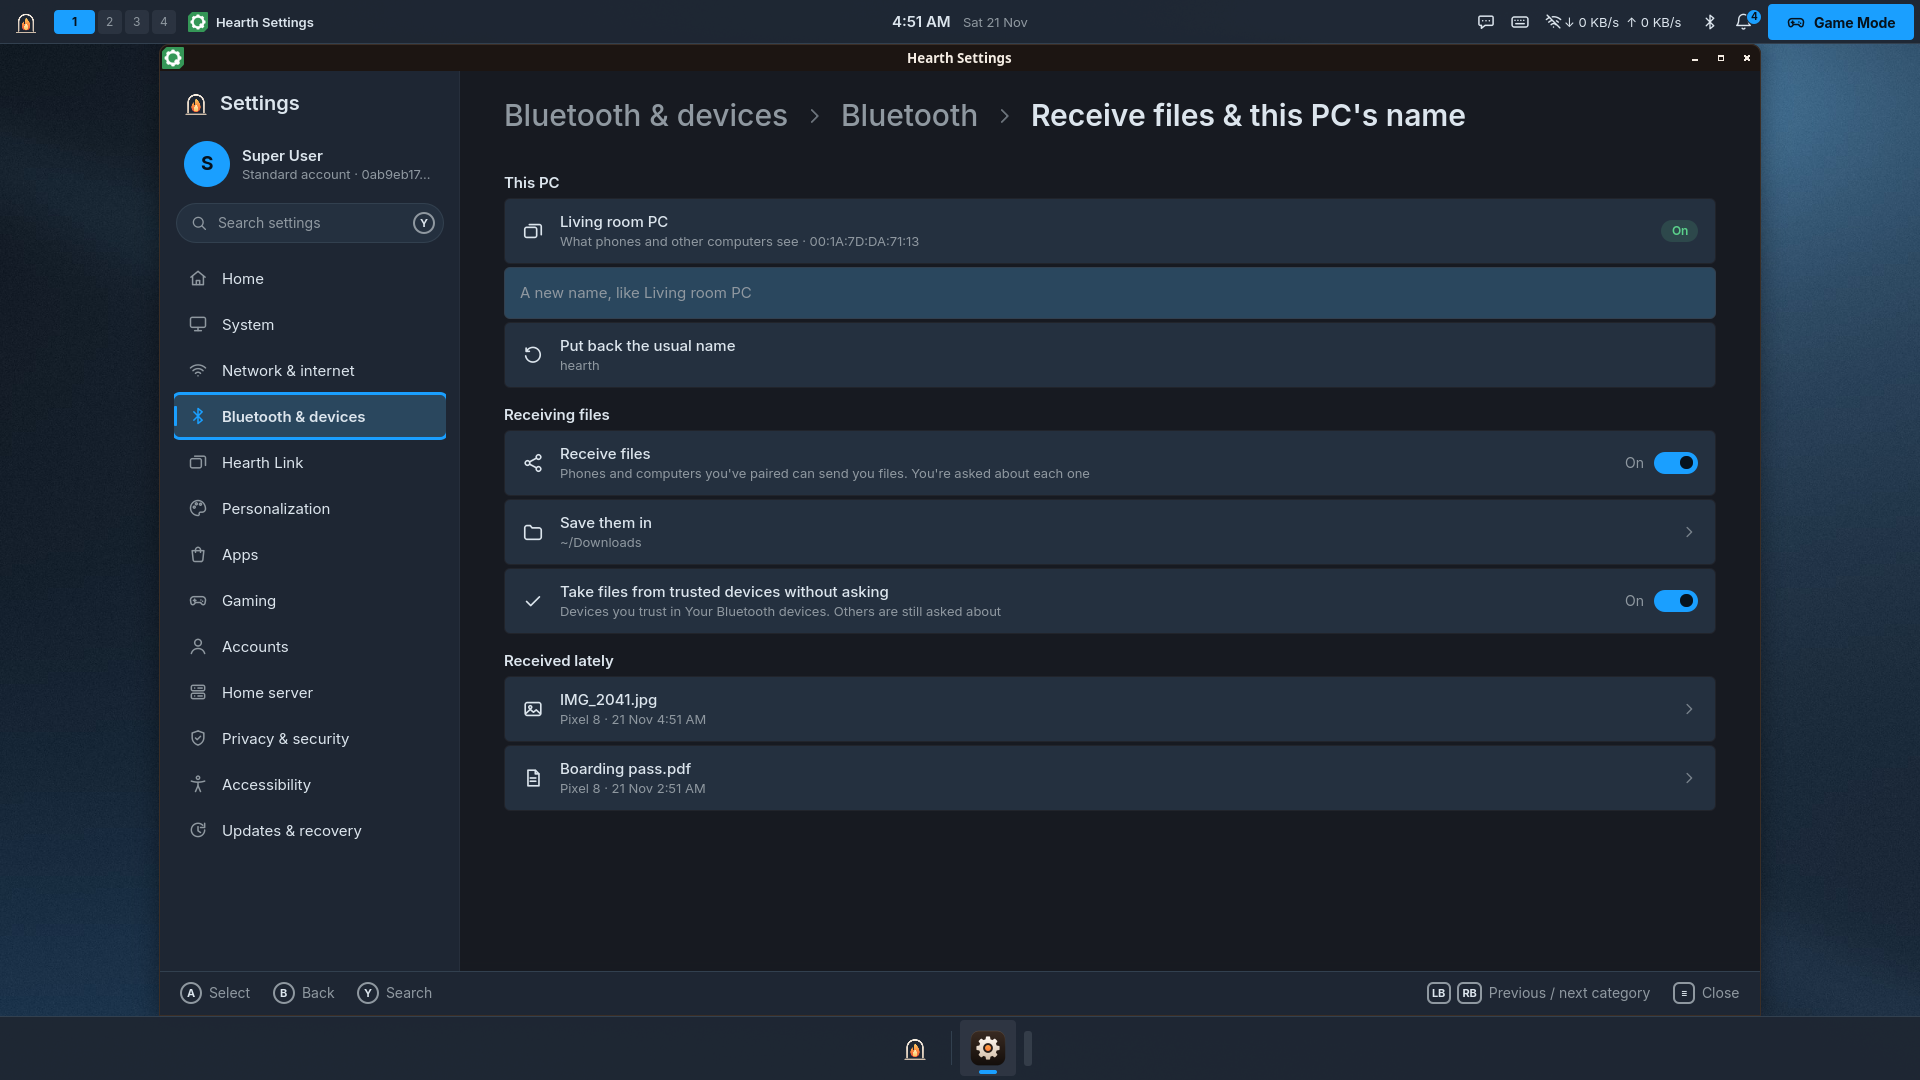 1 2 3 4 Hearth Settings
4:51 AM Sat 21 Nov
↓ 0 KB/s ↑ 0 KB/s
4
Game Mode
Hearth Settings
Settings
S
Super User
Standard account · 0ab9eb17...
Search settings Y
Home
System
Network & internet
Bluetooth & devices
Hearth Link
Personalization
Apps
Gaming
Accounts
Home server
Privacy & security
Accessibility
Updates & recovery
Bluetooth & devices > Bluetooth > Receive files & this PC's name
This PC
Living room PC
What phones and other computers see · 00:1A:7D:DA:71:13
On
A new name, like Living room PC
Put back the usual name
hearth
Receiving files
Receive files
Phones and computers you've paired can send you files. You're asked about each one
On
Save them in
~/Downloads
Take files from trusted devices without asking
Devices you trust in Your Bluetooth devices. Others are still asked about
On
Received lately
IMG_2041.jpg
Pixel 8 · 21 Nov 4:51 AM
Boarding pass.pdf
Pixel 8 · 21 Nov 2:51 AM
A Select B Back Y Search
LB RB Previous / next category ≡ Close